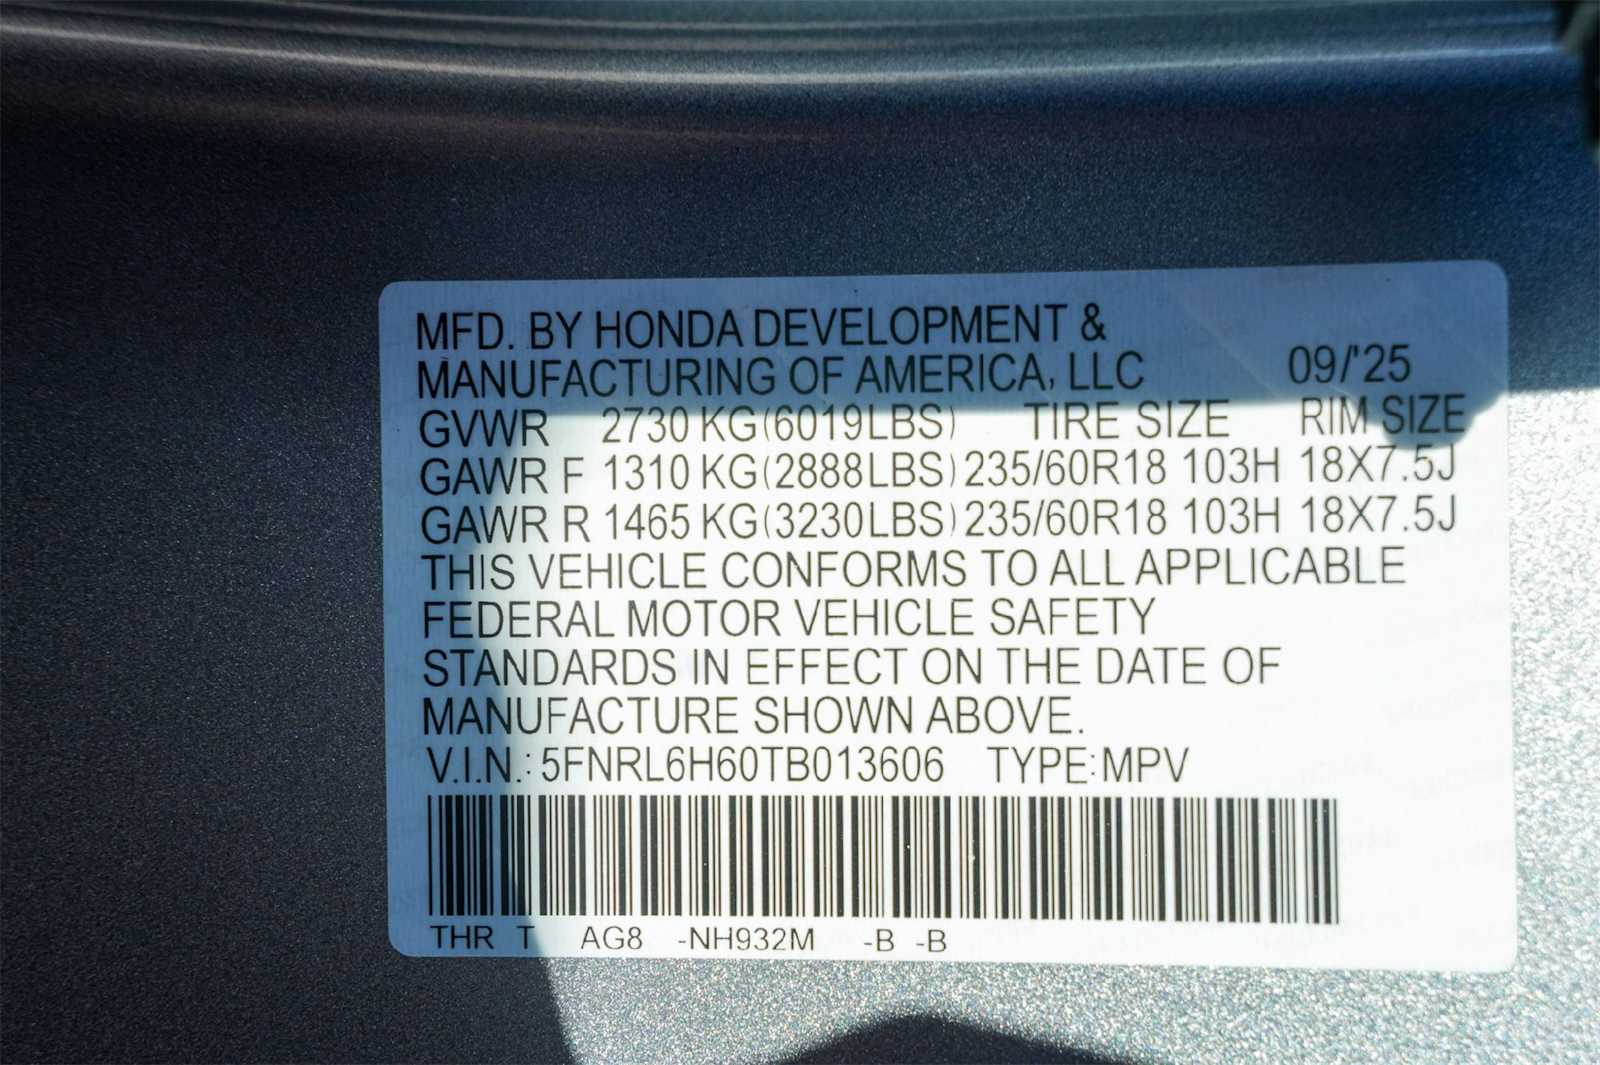 MFD. BY HONDA DEVELOPMENT &
MANUFACTURING OF AMERICA, LLC 09/'25
GVWR 2730 KG(6019LBS) TIRE SIZE RIM SIZE
GAWR F 1310 KG(2888LBS) 235/60R18 103H 18X7.5J
GAWR R 1465 KG(3230LBS) 235/60R18 103H 18X7.5J
THIS VEHICLE CONFORMS TO ALL APPLICABLE
FEDERAL MOTOR VEHICLE SAFETY
STANDARDS IN EFFECT ON THE DATE OF
MANUFACTURE SHOWN ABOVE.
V.I.N.: 5FNRL6H60TB013606 TYPE:MPV
THR T AG8 -NH932M -B -B